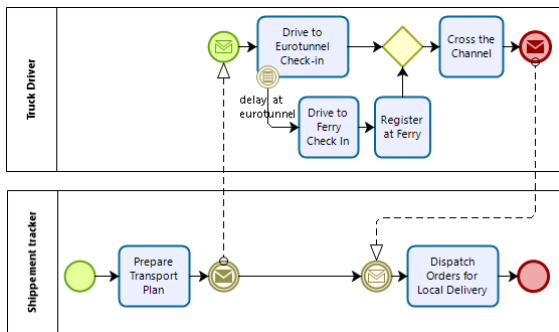 Truck Driver
Drive to
Eurotunnel
Check-in
Cross the
Channel
delay at
eurotunnel
Drive to
Ferry
Check In
Register
at Ferry
Shippement tracker
Prepare
Transport
Plan
Dispatch
Orders for
Local Delivery